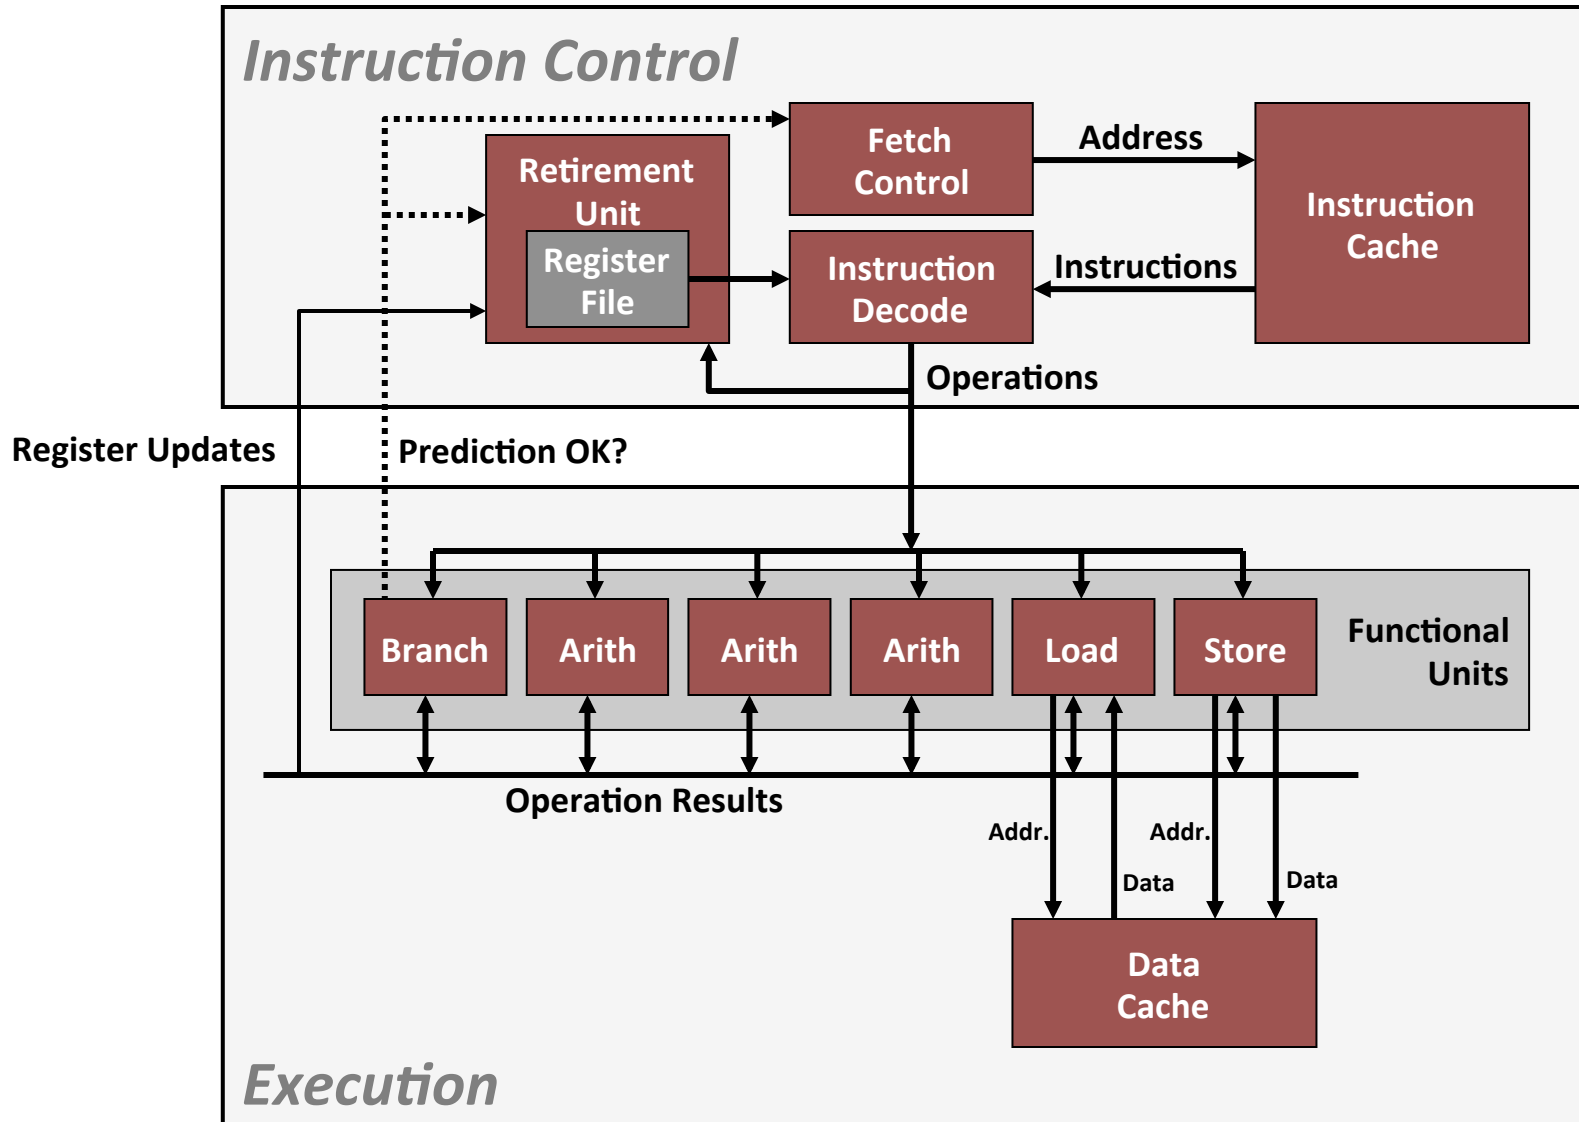 Instruction Control
Fetch
Control
Address
Instruction
Cache
Retirement
Unit
Register
File
Instruction
Decode
Instructions
Operations
Register Updates
Prediction OK?
Branch
Arith
Arith
Arith
Load
Store
Functional
Units
Operation Results
Addr.
Addr.
Data
Data
Data
Cache
Execution